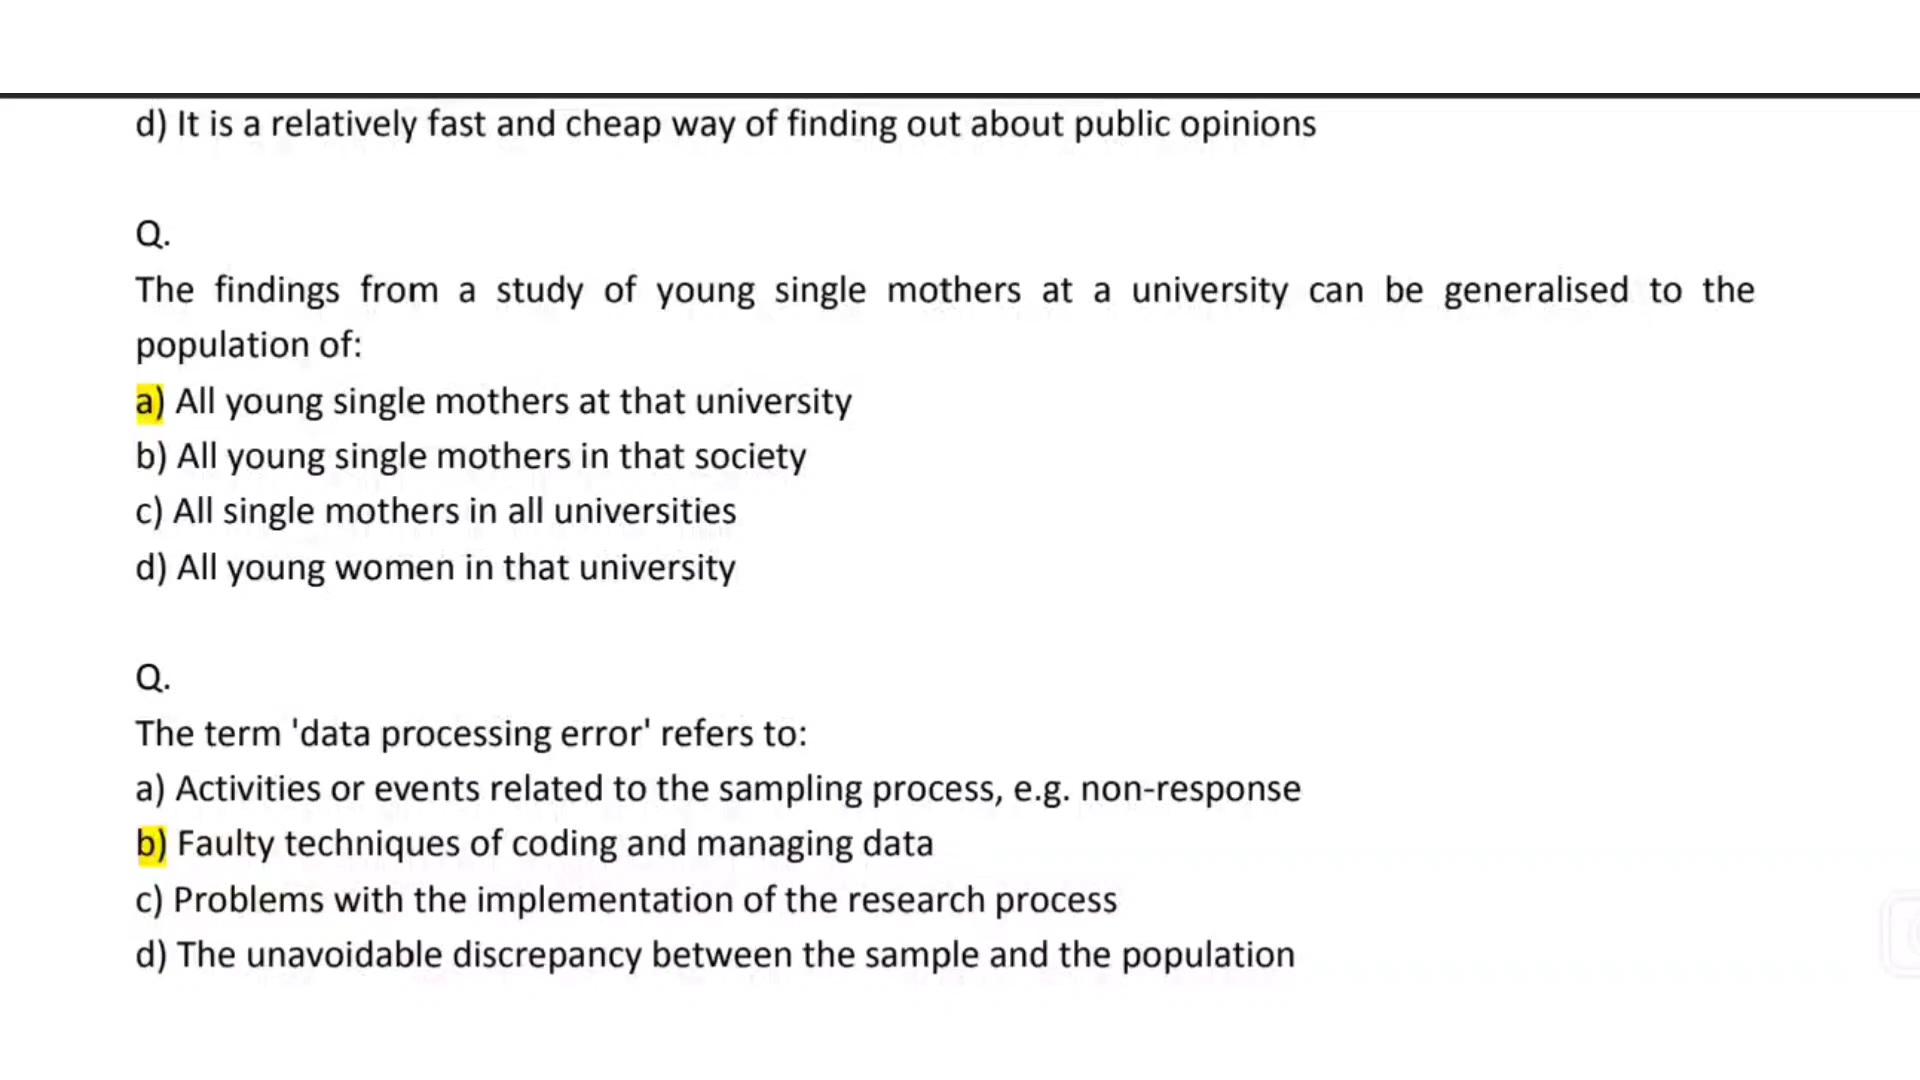 d) It is a relatively fast and cheap way of finding out about public opinions
Q.
The findings from a study of young single mothers at a university can be generalised to the
population of:
a) All young single mothers at that university
b) All young single mothers in that society
c) All single mothers in all universities
d) All young women in that university
Q.
The term 'data processing error' refers to:
a) Activities or events related to the sampling process, e.g. non-response
b) Faulty techniques of coding and managing data
c) Problems with the implementation of the research process
d) The unavoidable discrepancy between the sample and the population